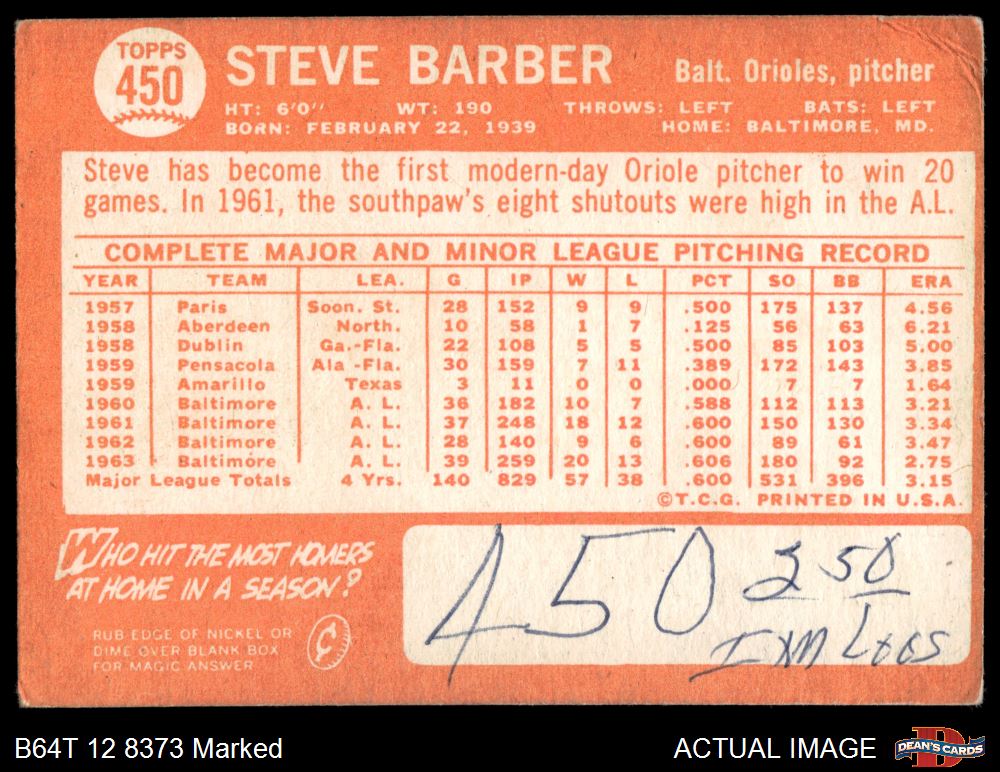 TOPPS
450
STEVE BARBER
Balt. Orioles, pitcher
HT: 6'0" WT: 190 THROWS: LEFT BATS: LEFT
BORN: FEBRUARY 22, 1939 HOME: BALTIMORE, MD.
Steve has become the first modern-day Oriole pitcher to win 20
games. In 1961, the southpaw's eight shutouts were high in the A.L.
COMPLETE MAJOR AND MINOR LEAGUE PITCHING RECORD
YEAR TEAM LEA. G IP W L PCT SO BB ERA
1957 Paris Soon. St. 28 152 9 9 .500 175 137 4.56
1958 Aberdeen North. 10 58 1 7 .125 56 63 6.21
1958 Dublin Ga.-Fla. 22 108 5 5 .500 85 103 5.00
1959 Pensacola Ala-Fla. 30 159 7 11 .389 172 143 3.85
1959 Amarillo Texas 3 11 0 0 .000 7 7 1.64
1960 Baltimore A. L. 36 182 10 7 .588 112 113 3.21
1961 Baltimore A. L. 37 248 18 12 .600 150 130 3.34
1962 Baltimore A. L. 28 140 9 6 .600 89 61 3.47
1963 Baltimore A. L. 39 259 20 13 .606 180 92 2.75
Major League Totals 4 Yrs. 140 829 57 38 .600 531 396 3.15
©T.C.G. PRINTED IN U.S.A.
WHO HIT THE MOST HOMERS
AT HOME IN A SEASON?
RUB EDGE OF NICKEL OR
DIME OVER BLANK BOX
FOR MAGIC ANSWER
¢
450
2 50
B64T 12 8373 Marked
ACTUAL IMAGE
DEAN'S CARDS